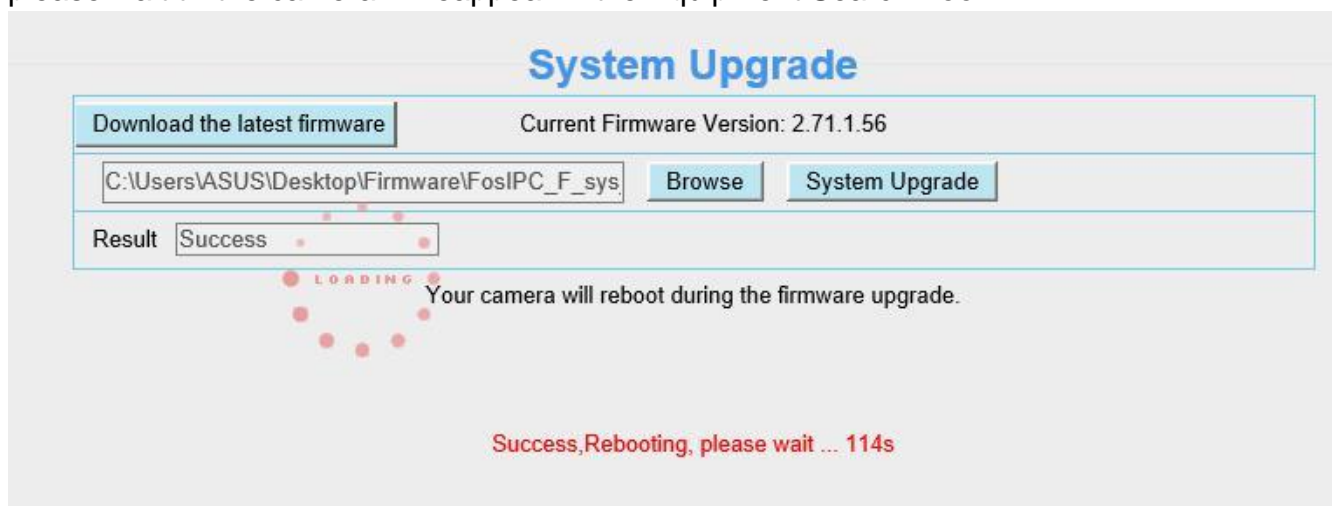 System Upgrade
Download the latest firmware Current Firmware Version: 2.71.1.56
C:\Users\ASUS\Desktop\Firmware\FosIPC_F_sys_ Browse System Upgrade
Result Success
LOADING
Your camera will reboot during the firmware upgrade.
Success,Rebooting, please wait ... 114s